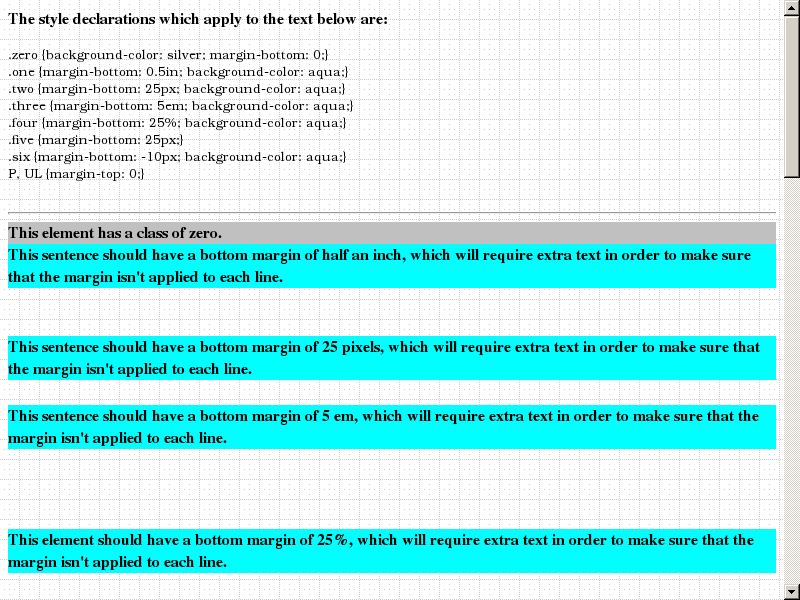 The style declarations which apply to the text below are:
.zero {background-color: silver; margin-bottom: 0;}
.one {margin-bottom: 0.5in; background-color: aqua;}
.two {margin-bottom: 25px; background-color: aqua;}
.three {margin-bottom: 5em; background-color: aqua;}
.four {margin-bottom: 25%; background-color: aqua;}
.five {margin-bottom: 25px;}
.six {margin-bottom: -10px; background-color: aqua;}
P, UL {margin-top: 0;}
This element has a class of zero.
This sentence should have a bottom margin of half an inch, which will require extra text in order to make sure
that the margin isn't applied to each line.
This sentence should have a bottom margin of 25 pixels, which will require extra text in order to make sure that
the margin isn't applied to each line.
This sentence should have a bottom margin of 5 em, which will require extra text in order to make sure that the
margin isn't applied to each line.
This element should have a bottom margin of 25%, which will require extra text in order to make sure that the
margin isn't applied to each line.